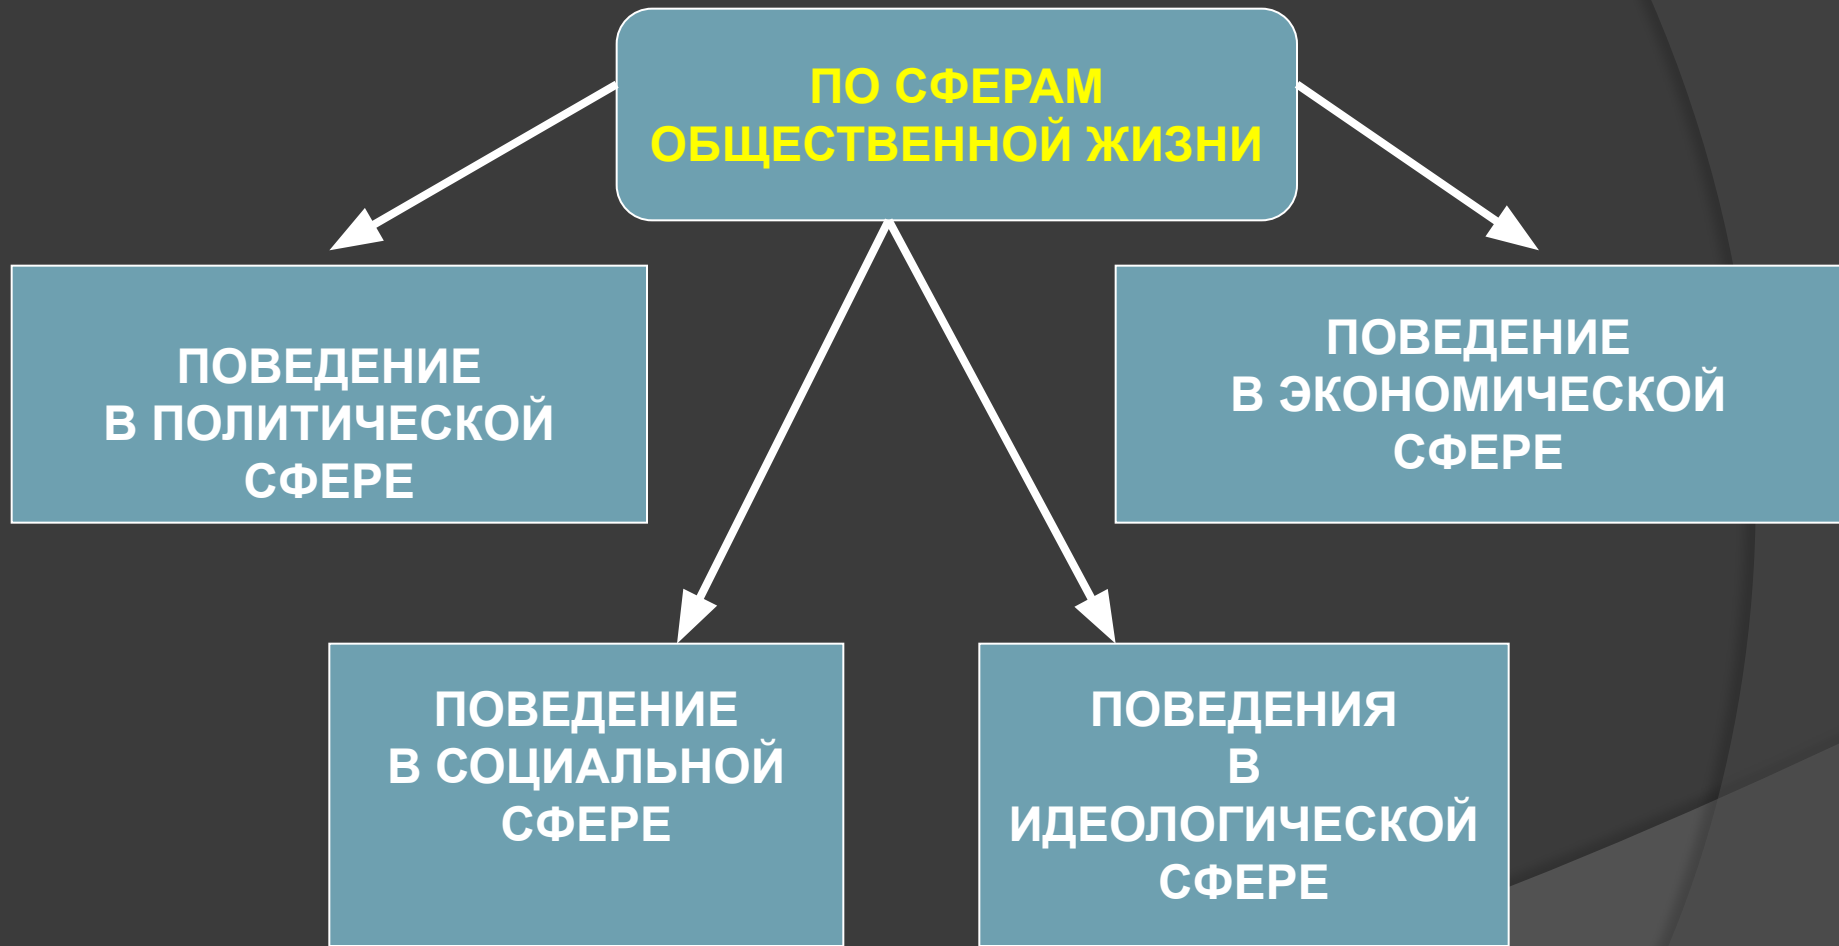 ПО СФЕРАМ
ОБЩЕСТВЕННОЙ ЖИЗНИ
ПОВЕДЕНИЕ
В ПОЛИТИЧЕСКОЙ
СФЕРЕ
ПОВЕДЕНИЕ
В ЭКОНОМИЧЕСКОЙ
СФЕРЕ
ПОВЕДЕНИЕ
В СОЦИАЛЬНОЙ
СФЕРЕ
ПОВЕДЕНИЯ
В
ИДЕОЛОГИЧЕСКОЙ
СФЕРЕ